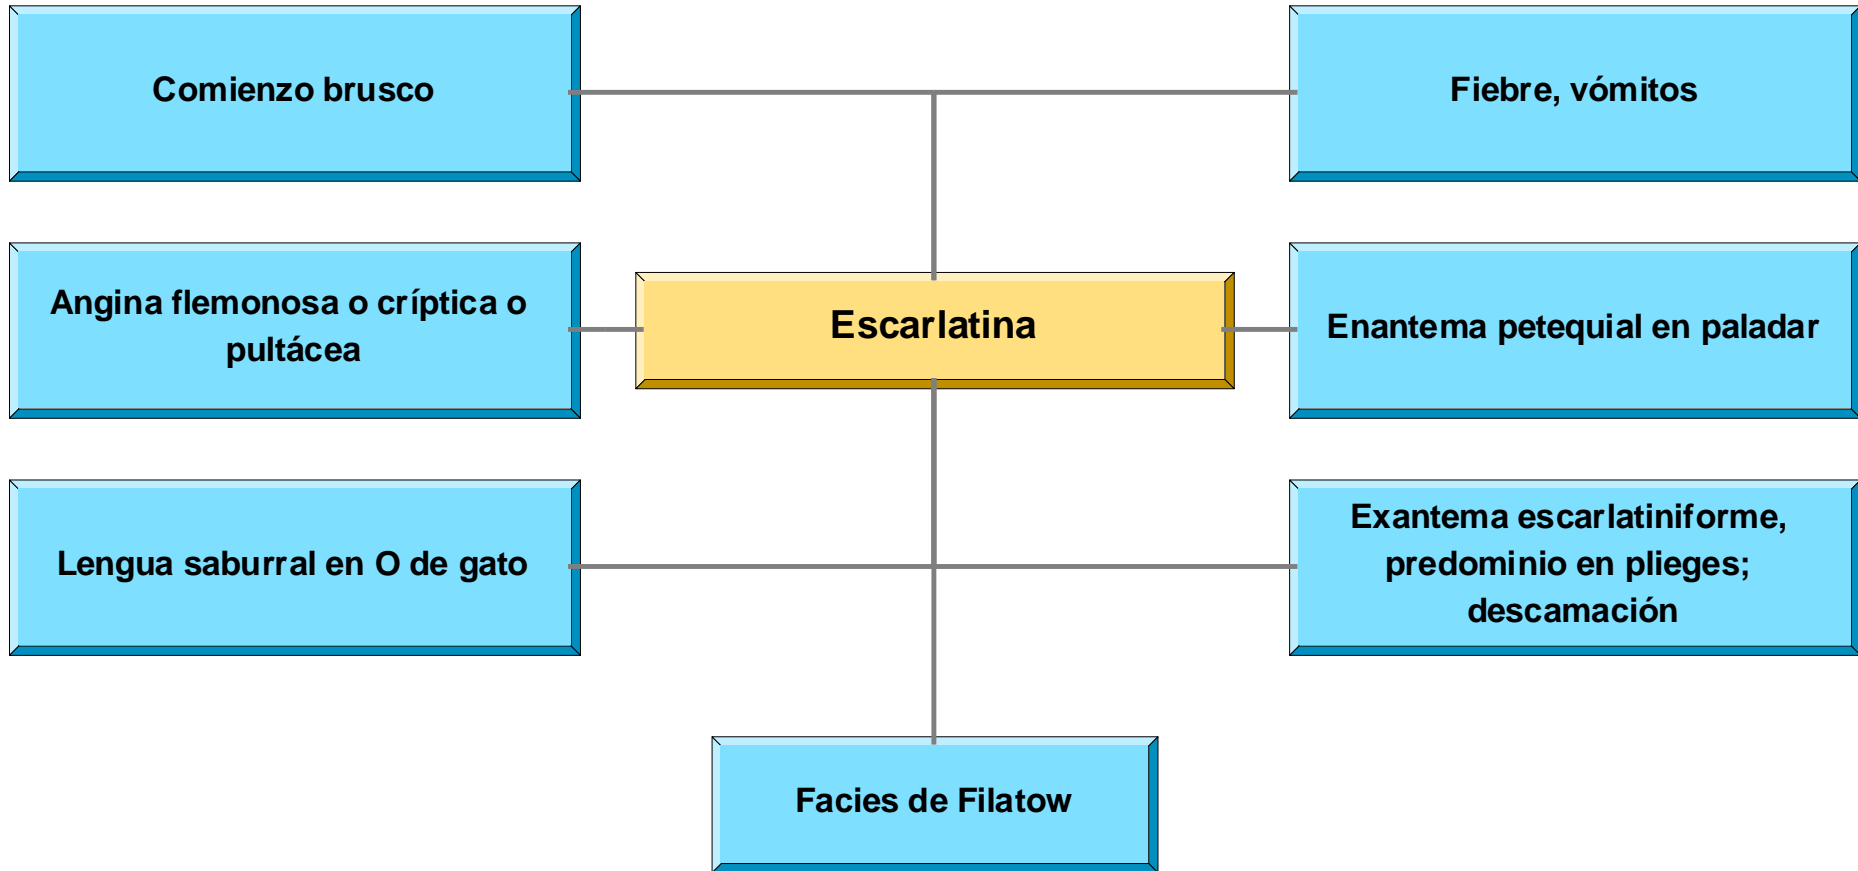 Comienzo brusco
Fiebre, vómitos
Angina flemonosa o críptica o
pultácea
Escarlatina
Enantema petequial en paladar
Lengua saburral en O de gato
Exantema escarlatiniforme,
predominio en plieges;
descamación
Facies de Filatow